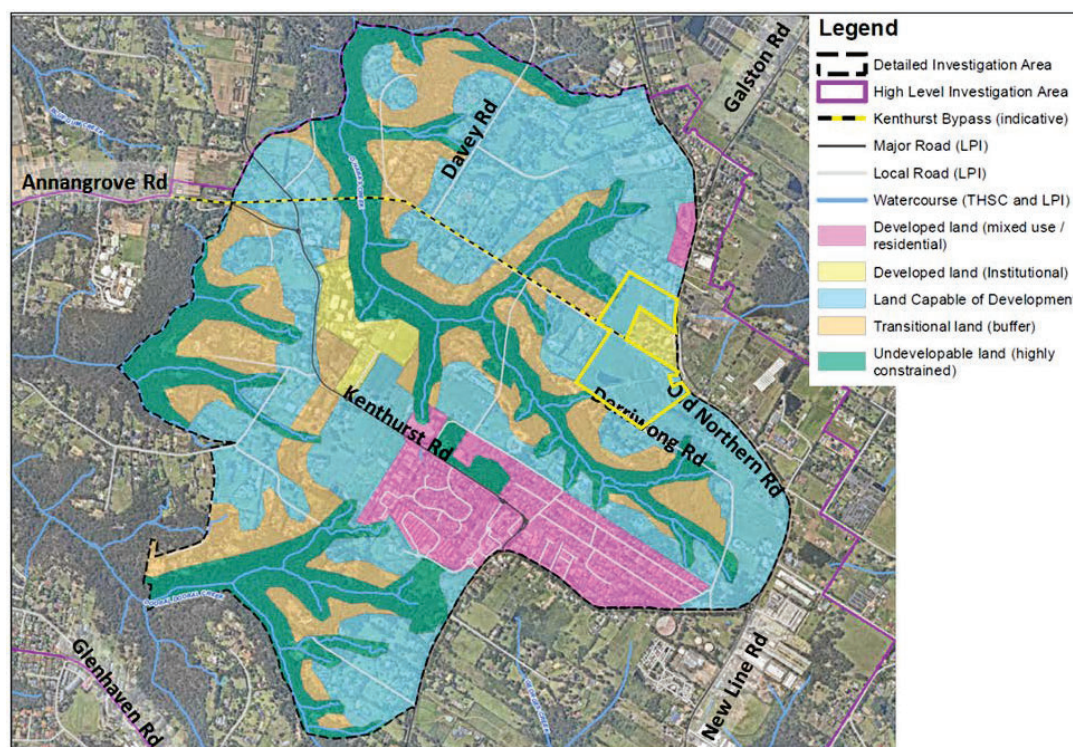 Legend
Detailed Investigation Area
High Level Investigation Area
Kenthurst Bypass (indicative)
Major Road (LPI)
Local Road (LPI)
Watercourse (THSC and LPI)
Developed land (mixed use /
residential)
Developed land (Institutional)
Land Capable of Development
Transitional land (buffer)
Undevelopable land (highly
constrained)
Galston Rd
Davey Rd
Annangrove Rd
Kenthurst Rd
Derriwong Rd
Old Northern Rd
New Line Rd
Glenhaven Rd